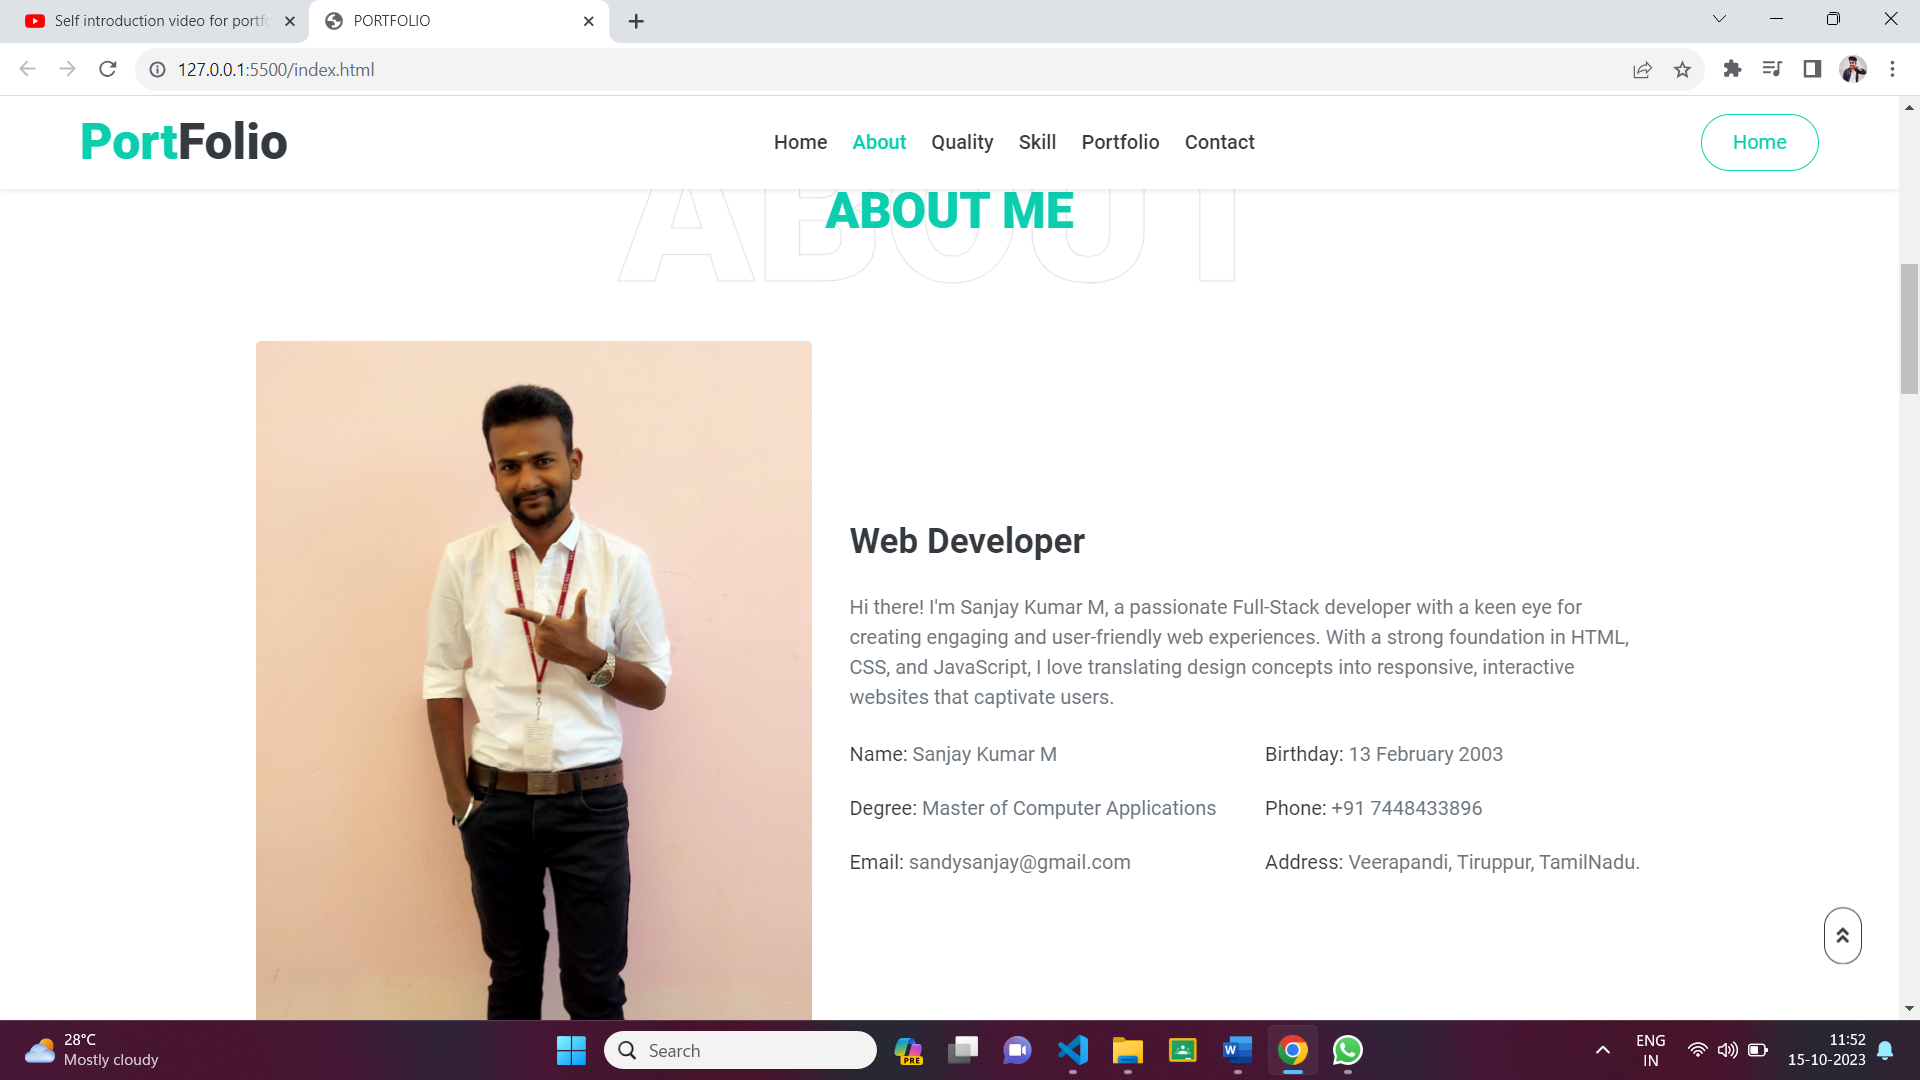 Self introduction video for portfo
PORTFOLIO
127.0.0.1:5500/index.html
PortFolio
Home About Quality Skill Portfolio Contact
Home
ABOUT
ABOUT ME
Web Developer
Hi there! I'm Sanjay Kumar M, a passionate Full-Stack developer with a keen eye for
creating engaging and user-friendly web experiences. With a strong foundation in HTML,
CSS, and JavaScript, I love translating design concepts into responsive, interactive
websites that captivate users.
Name: Sanjay Kumar M
Birthday: 13 February 2003
Degree: Master of Computer Applications
Phone: +91 7448433896
Email: sandysanjay@gmail.com
Address: Veerapandi, Tiruppur, TamilNadu.
28°C
Mostly cloudy
Search
PRE
W
ENG
IN
11:52
15-10-2023